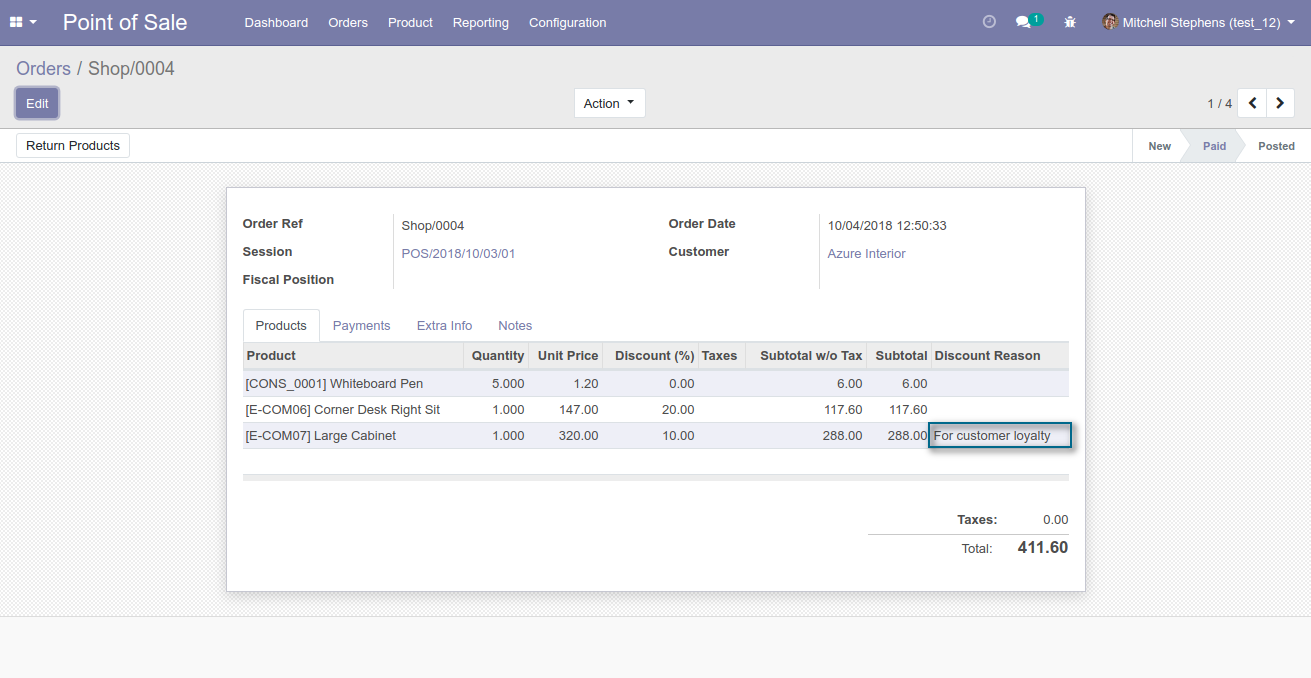 Point of Sale Dashboard Orders Product Reporting Configuration 1 Mitchell Stephens (test_12)
Orders / Shop/0004
Edit Action 1 / 4
Return Products New Paid Posted
Order Ref Shop/0004 Order Date 10/04/2018 12:50:33
Session POS/2018/10/03/01 Customer Azure Interior
Fiscal Position
Products Payments Extra Info Notes
Product Quantity Unit Price Discount (%) Taxes Subtotal w/o Tax Subtotal Discount Reason
[CONS_0001] Whiteboard Pen 5.000 1.20 0.00 6.00 6.00
[E-COM06] Corner Desk Right Sit 1.000 147.00 20.00 117.60 117.60
[E-COM07] Large Cabinet 1.000 320.00 10.00 288.00 288.00 For customer loyalty
Taxes: 0.00
Total: 411.60